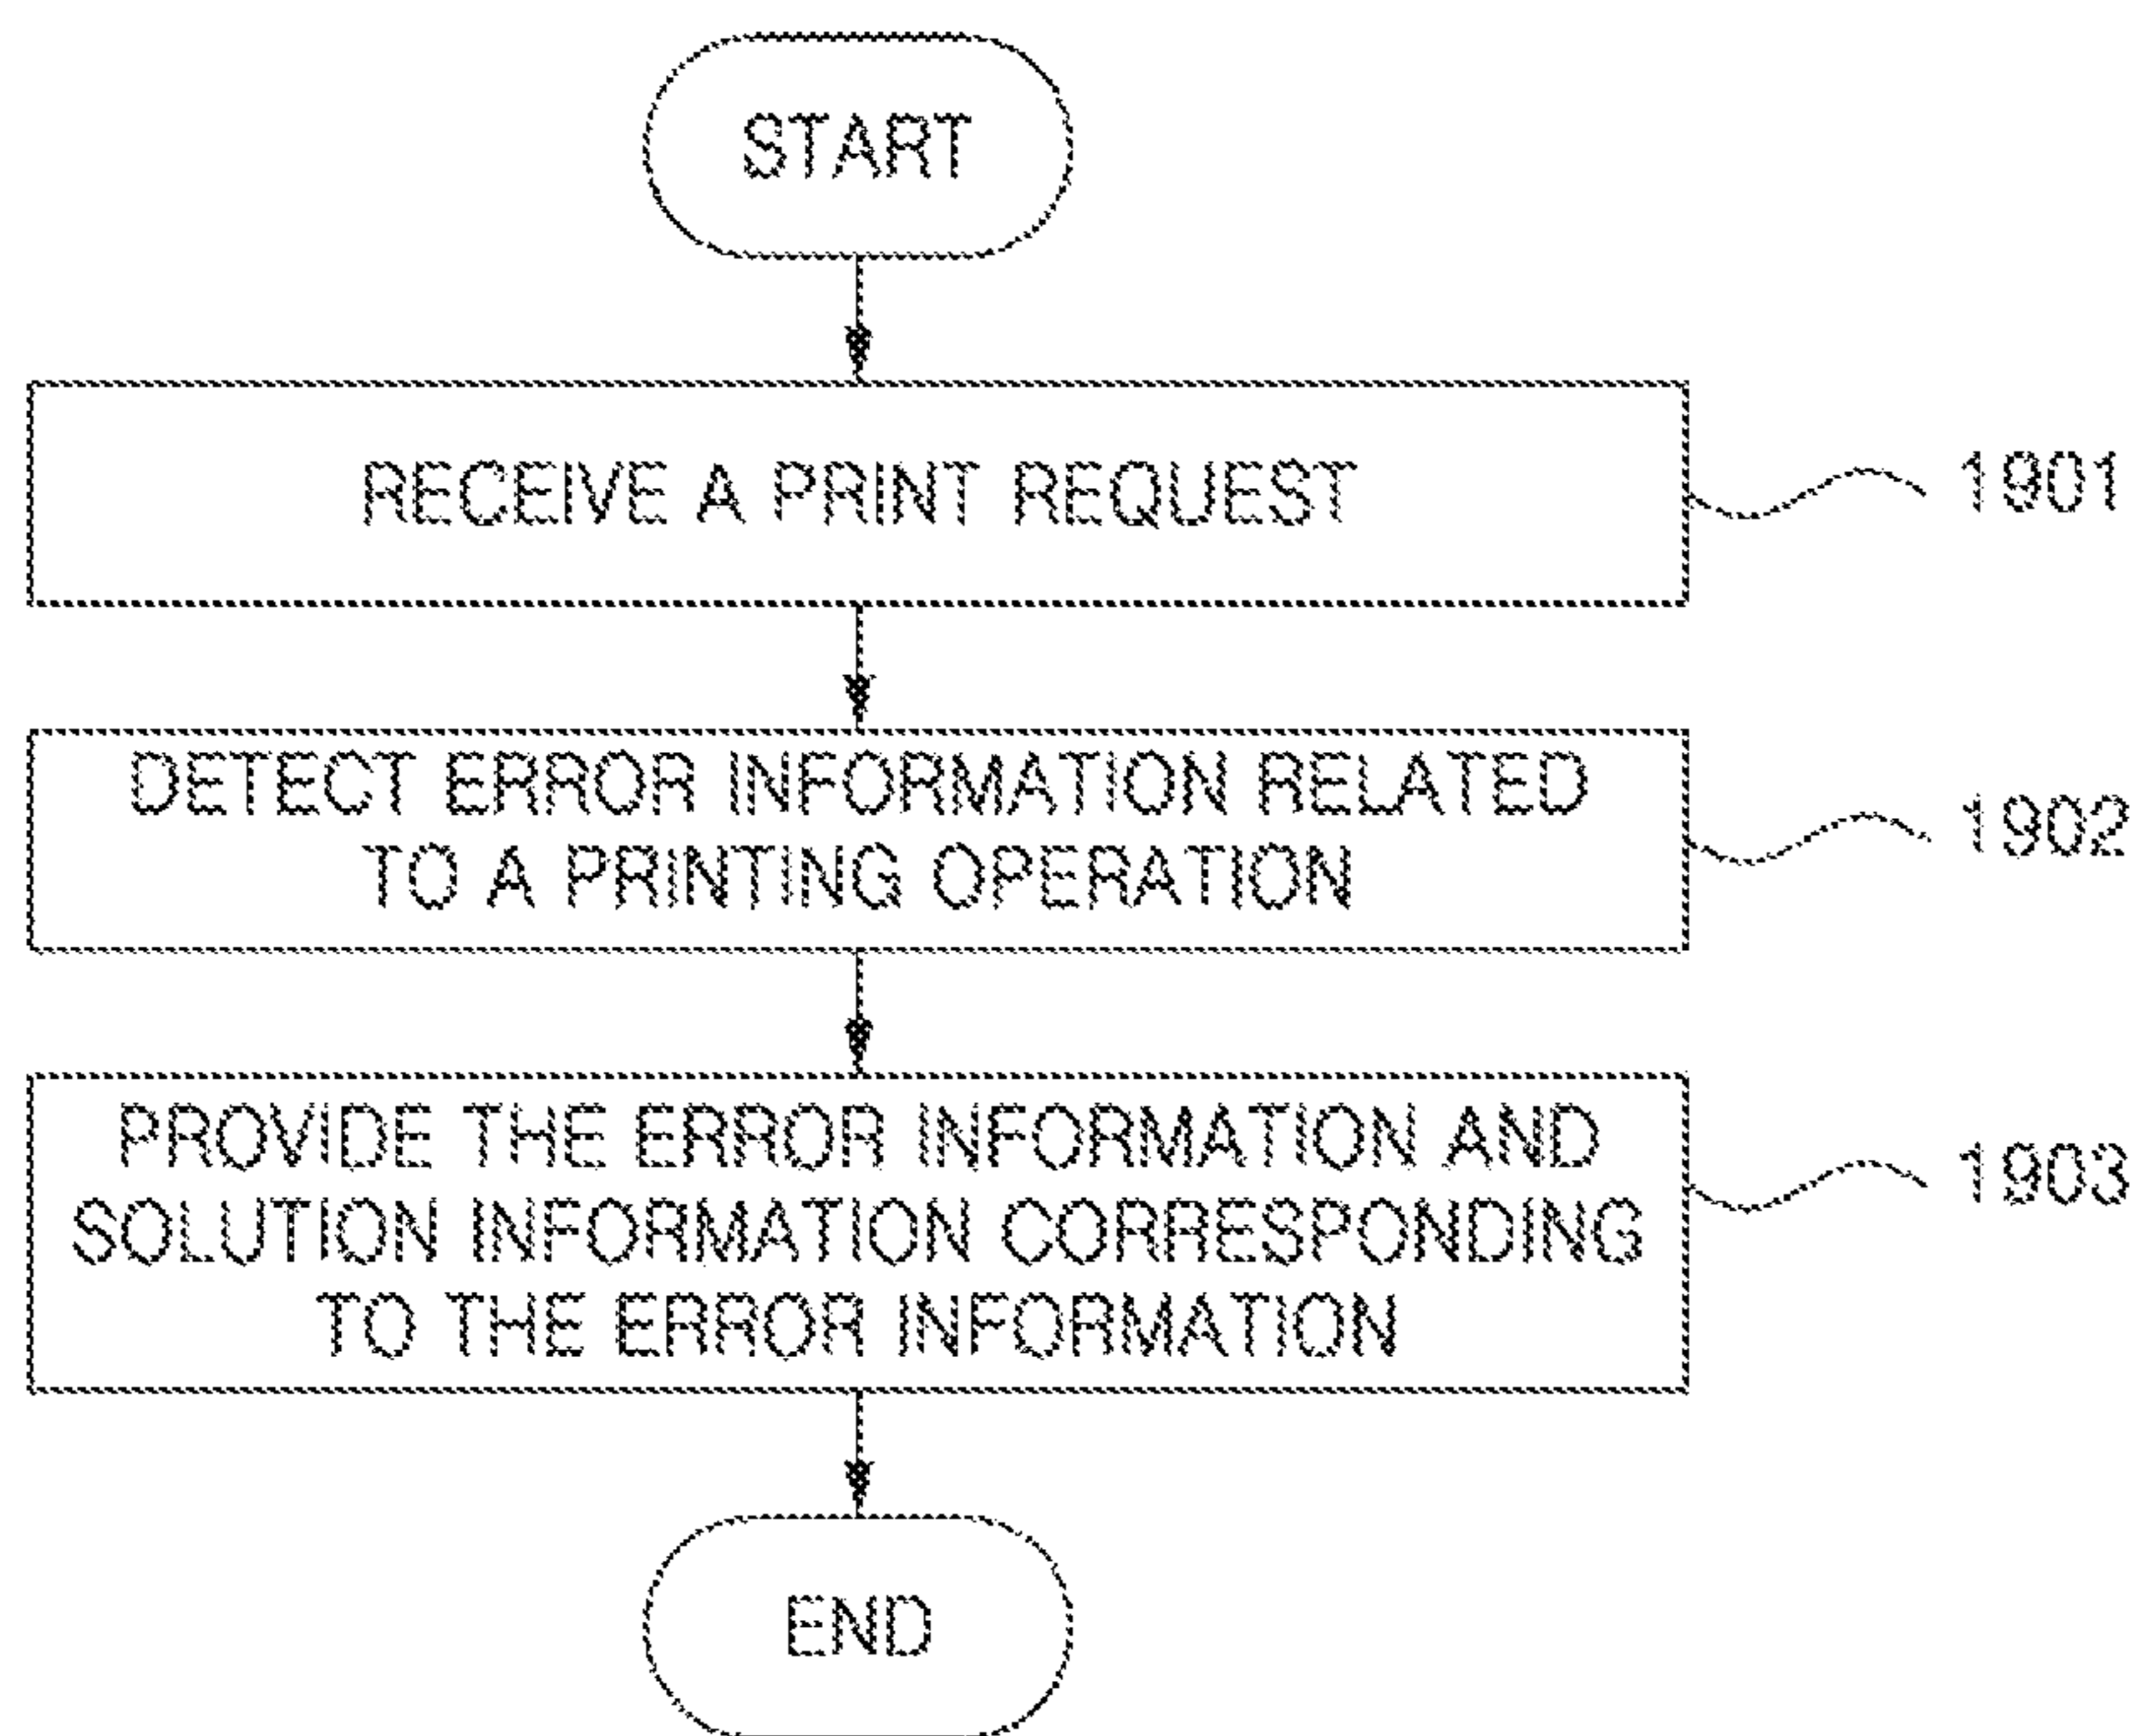 START
RECEIVE A PRINT REQUEST
1901
DETECT ERROR INFORMATION RELATED
TO A PRINTING OPERATION
1902
PROVIDE THE ERROR INFORMATION AND
SOLUTION INFORMATION CORRESPONDING
TO THE ERROR INFORMATION
1903
END